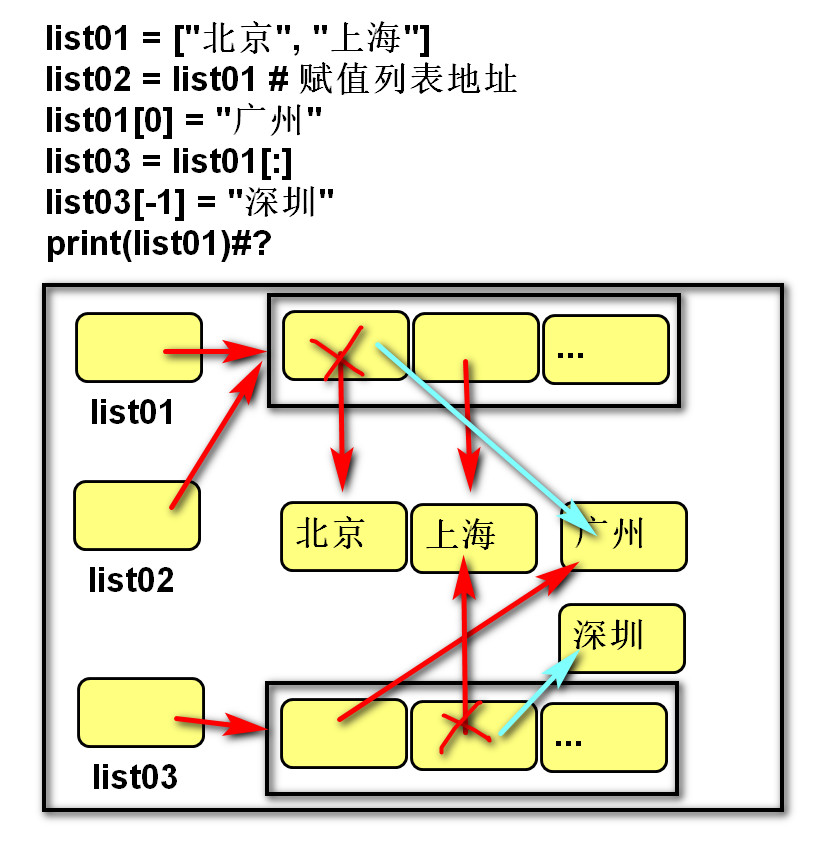 list01 = ["北京", "上海"]
list02 = list01 # 赋值列表地址
list01[0] = "广州"
list03 = list01[:]
list03[-1] = "深圳"
print(list01)#?
...
list01
北京 上海 广州
list02
深圳
...
list03